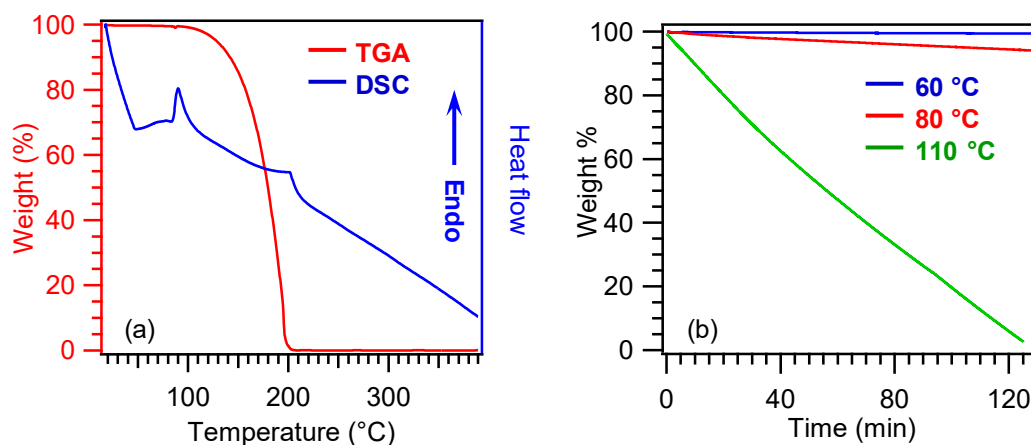 100
80
60
40
20
0
Weight (%)
TGA
DSC
Endo
Heat flow
(a)
100
200
300
Temperature (°C)
100
80
60
40
20
0
Weight %
60 °C
80 °C
110 °C
(b)
0
40
80
120
Time (min)